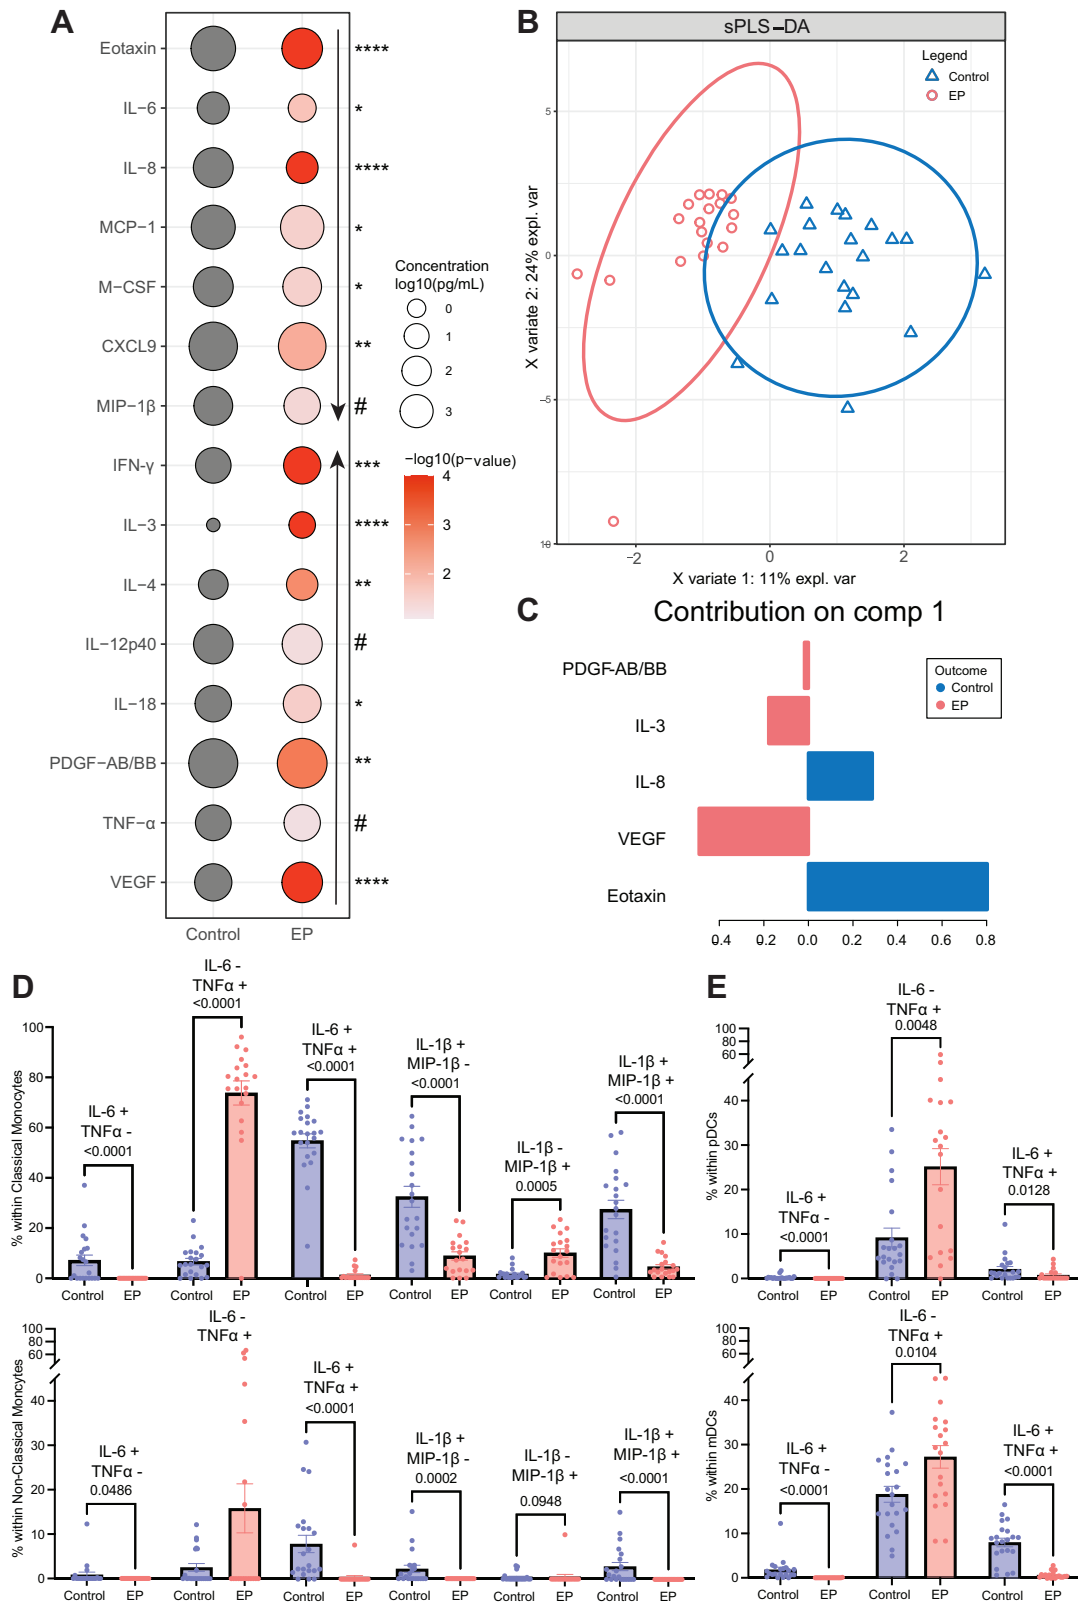 A
Eotaxin ****
IL−6 *
IL−8 ****
MCP−1 *
M−CSF *
CXCL9 **
MIP−1β #
IFN-γ ***
IL−3 ****
IL−4 **
IL−12p40 #
IL−18 *
PDGF−AB/BB **
TNF−α #
VEGF ****
Control EP
Concentration
log10(pg/mL)
0
1
2
3
−log10(p−value)
4
3
2
B
sPLS−DA
Legend
Control
EP
X variate 2: 24% expl. var
5
0
−5
−2 0 2
X variate 1: 11% expl. var
C
Contribution on comp 1
PDGF-AB/BB
IL-3
IL-8
VEGF
Eotaxin
Outcome
Control
EP
0.4 0.2 0.0 0.2 0.4 0.6 0.8
D
% within Classical Monocytes
100
80
60
40
20
0
IL-6 +
TNFα -
<0.0001
IL-6 -
TNFα +
<0.0001
IL-6 +
TNFα +
<0.0001
IL-1β +
MIP-1β -
<0.0001
IL-1β -
MIP-1β +
0.0005
IL-1β +
MIP-1β +
<0.0001
Control EP Control EP Control EP Control EP Control EP Control EP
% within Non-Classical Moncytes
100
80
60
40
30
20
10
0
IL-6 +
TNFα -
0.0486
IL-6 -
TNFα +
IL-6 +
TNFα +
<0.0001
IL-1β +
MIP-1β -
0.0002
IL-1β -
MIP-1β +
0.0948
IL-1β +
MIP-1β +
<0.0001
Control EP Control EP Control EP Control EP Control EP Control EP
E
% within pDCs
100
80
60
40
30
20
10
0
IL-6 +
TNFα -
<0.0001
IL-6 -
TNFα +
0.0048
IL-6 +
TNFα +
0.0128
Control EP Control EP Control EP
% within mDCs
100
80
60
40
30
20
10
0
IL-6 +
TNFα -
<0.0001
IL-6 -
TNFα +
0.0104
IL-6 +
TNFα +
<0.0001
Control EP Control EP Control EP